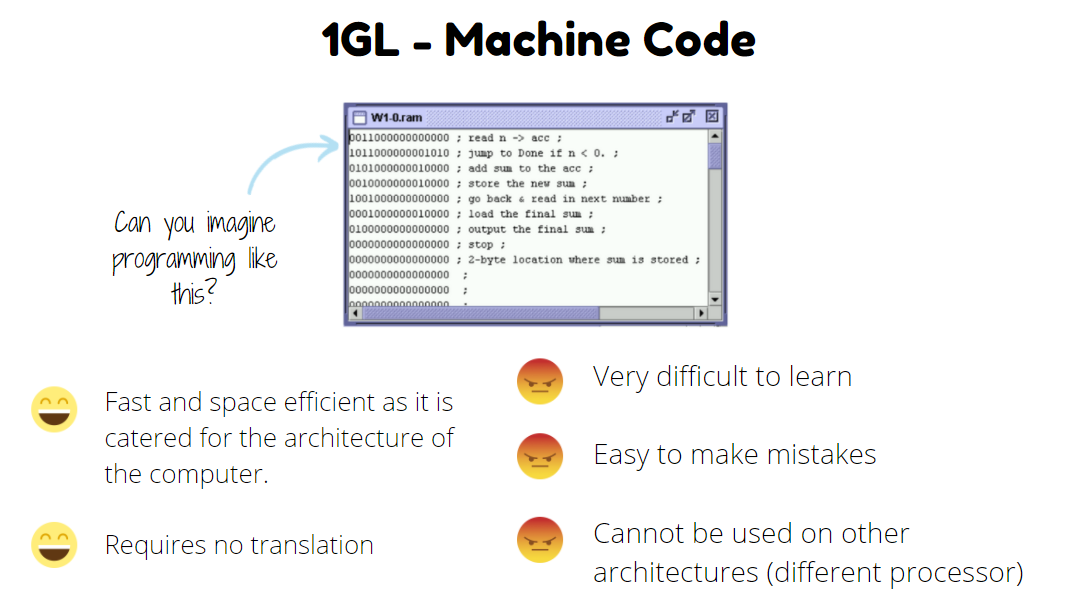 1GL - Machine Code
W1-0.ram
0011000000000000 ; read n -> acc ;
1011000000001010 ; jump to Done if n < 0. ;
0101000000010000 ; add sum to the acc ;
0010000000010000 ; store the new sum ;
1001000000000000 ; go back & read in next number ;
0001000000010000 ; load the final sum ;
0100000000000000 ; output the final sum ;
0000000000000000 ; stop ;
0000000000000000 ; 2-byte location where sum is stored ;
0000000000000000 ;
0000000000000000 ;
0000000000000000 ;
Can you imagine
programming like
this?
Fast and space efficient as it is
catered for the architecture of
the computer.
Requires no translation
Very difficult to learn
Easy to make mistakes
Cannot be used on other
architectures (different processor)